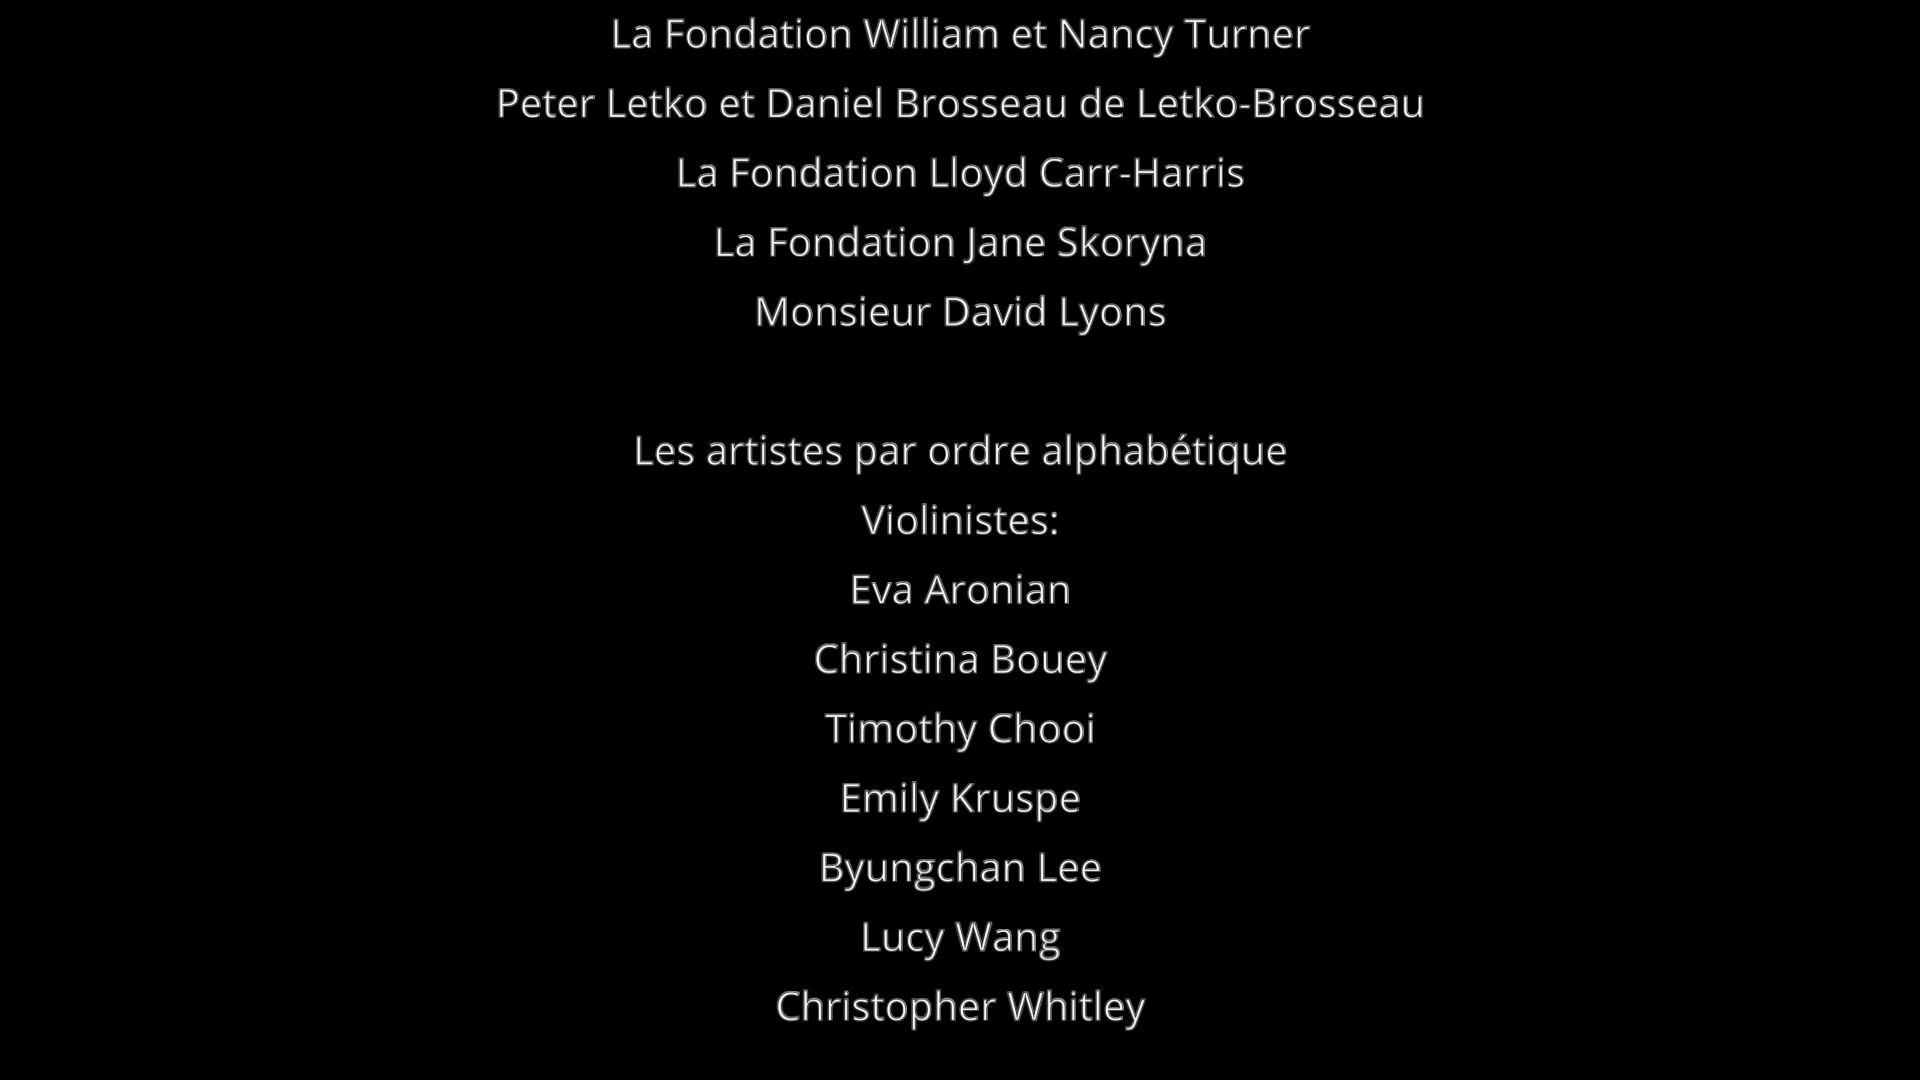 La Fondation William et Nancy Turner
Peter Letko et Daniel Brosseau de Letko-Brosseau
La Fondation Lloyd Carr-Harris
La Fondation Jane Skoryna
Monsieur David Lyons
Les artistes par ordre alphabétique
Violinistes:
Eva Aronian
Christina Bouey
Timothy Chooi
Emily Kruspe
Byungchan Lee
Lucy Wang
Christopher Whitley